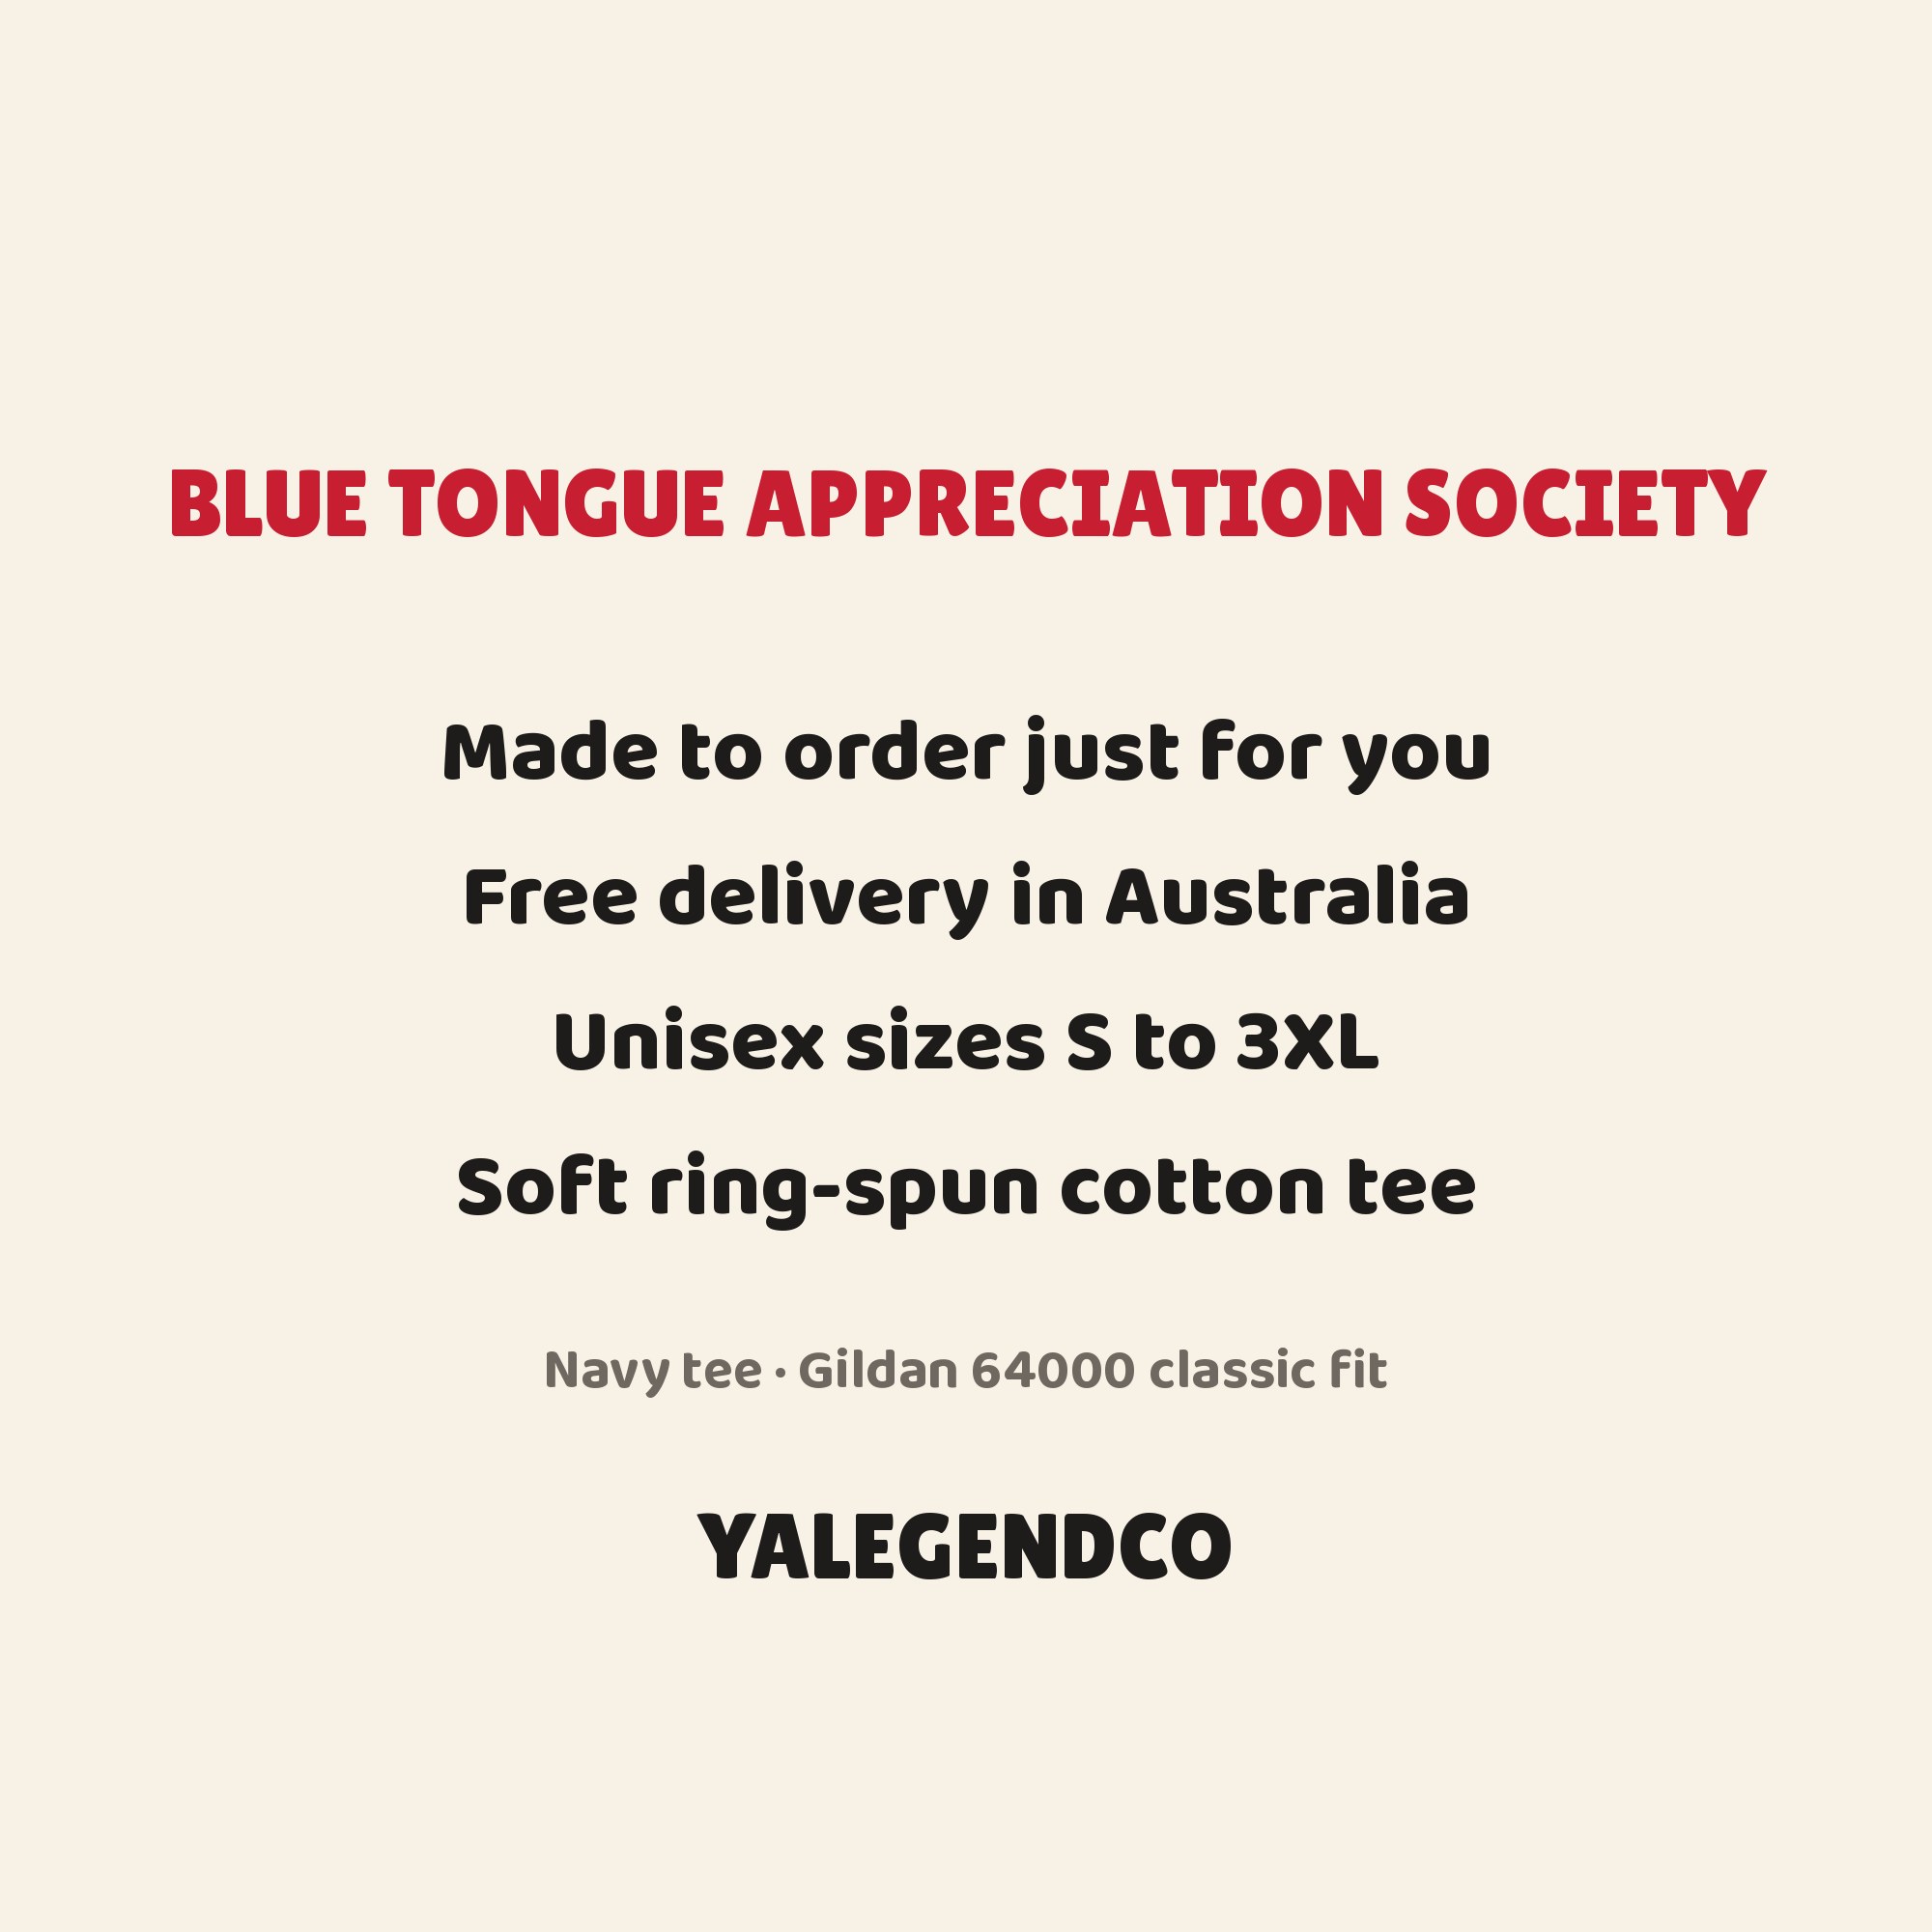 BLUE TONGUE APPRECIATION SOCIETY
Made to order just for you
Free delivery in Australia
Unisex sizes S to 3XL
Soft ring-spun cotton tee
Navy tee · Gildan 64000 classic fit
YALEGENDCO